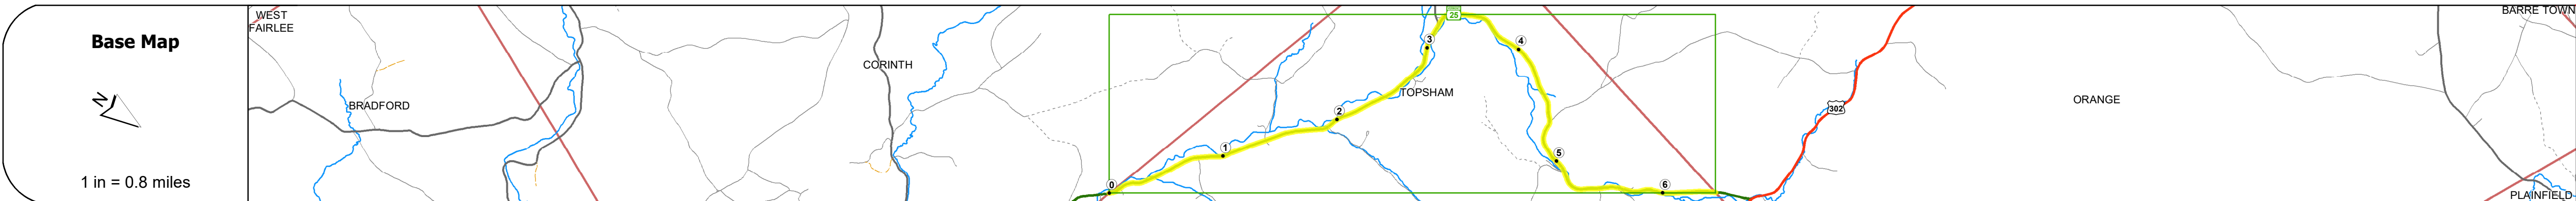 Base Map
N
1 in = 0.8 miles
WEST
FAIRLEE
BRADFORD
CORINTH
0
1
2
3
25
TOPSHAM
4
5
6
302
ORANGE
BARRE TOWN
PLAINFIELD